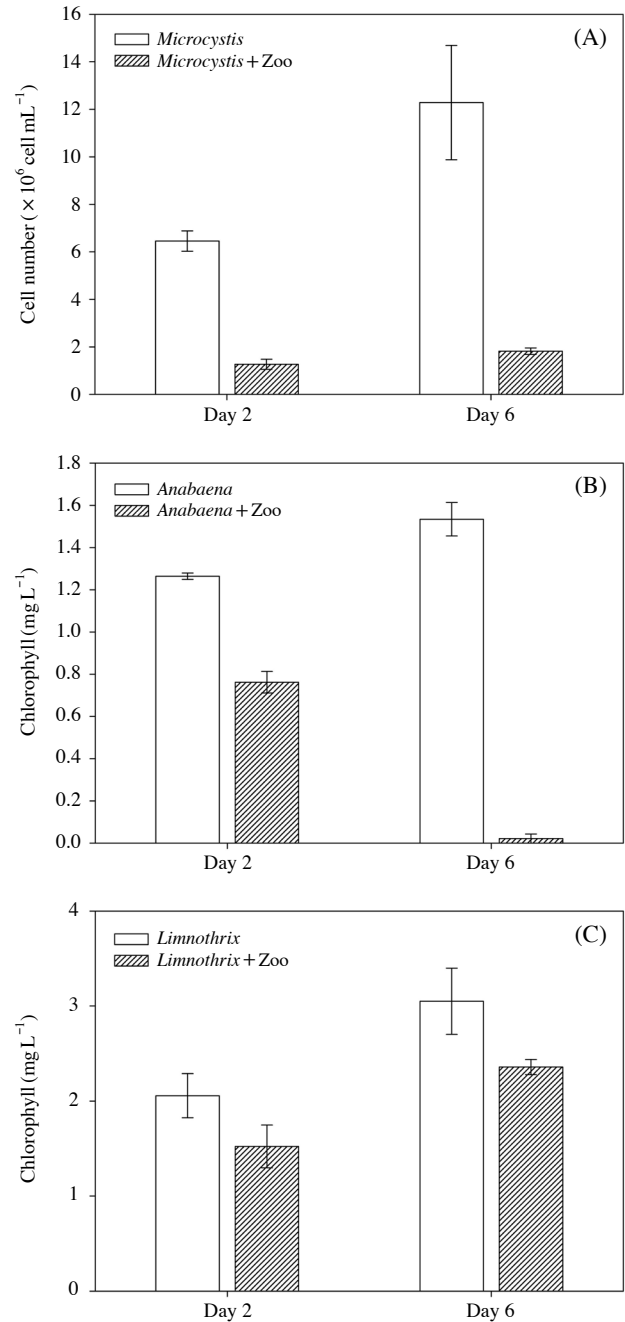 16
(A)
Microcystis
Microcystis + Zoo
14
12
10
8
6
4
2
0
Cell number ( × 10⁶ cell mL⁻¹)
Day 2
Day 6
1.8
(B)
Anabaena
Anabaena + Zoo
1.6
1.4
1.2
1.0
0.8
0.6
0.4
0.2
0.0
Chlorophyll (mg L⁻¹)
Day 2
Day 6
4
(C)
Limnothrix
Limnothrix + Zoo
3
2
1
0
Chlorophyll (mg L⁻¹)
Day 2
Day 6